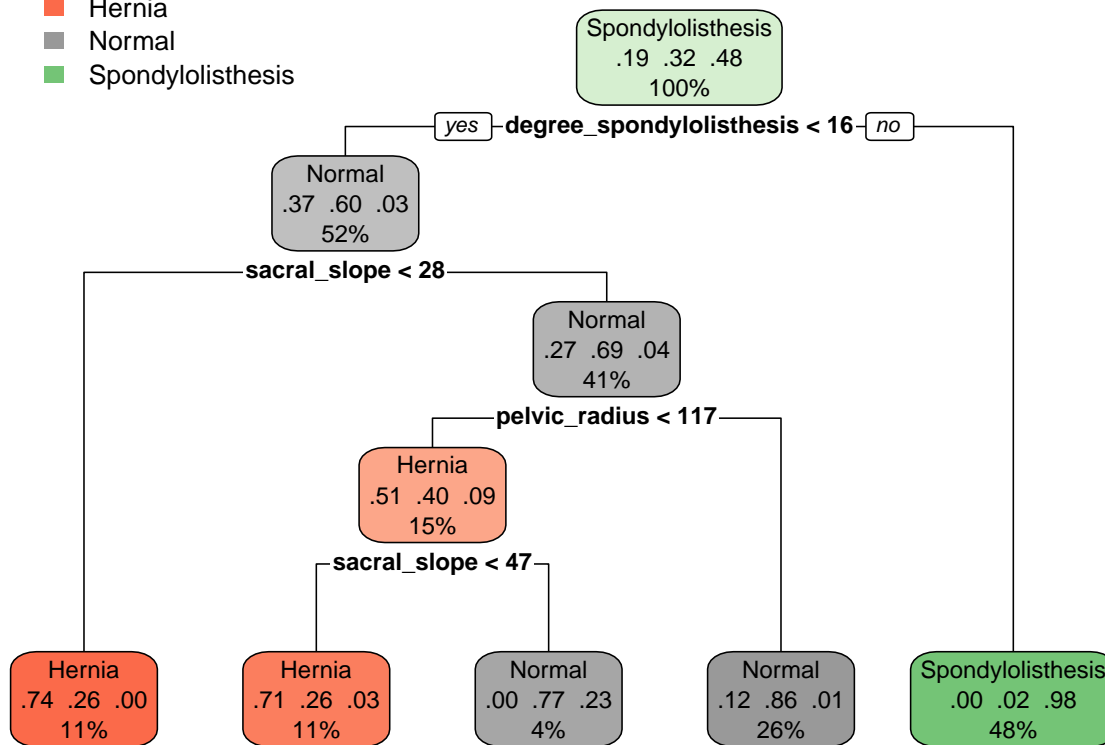 Hernia
Normal
Spondylolisthesis
Spondylolisthesis
.19 .32 .48
100%
yes degree_spondylolisthesis < 16 no
Normal
.37 .60 .03
52%
sacral_slope < 28
Normal
.27 .69 .04
41%
pelvic_radius < 117
Hernia
.51 .40 .09
15%
sacral_slope < 47
Hernia
.74 .26 .00
11%
Hernia
.71 .26 .03
11%
Normal
.00 .77 .23
4%
Normal
.12 .86 .01
26%
Spondylolisthesis
.00 .02 .98
48%